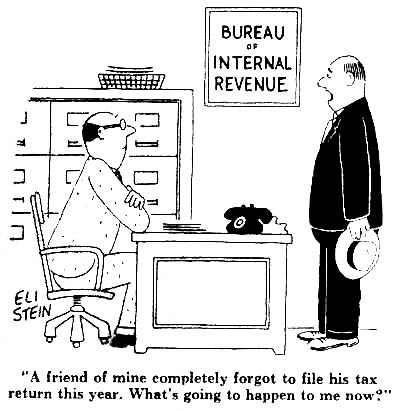 BUREAU
OF
INTERNAL
REVENUE
ELI
STEIN
"A friend of mine completely forgot to file his tax
return this year. What's going to happen to me now?"